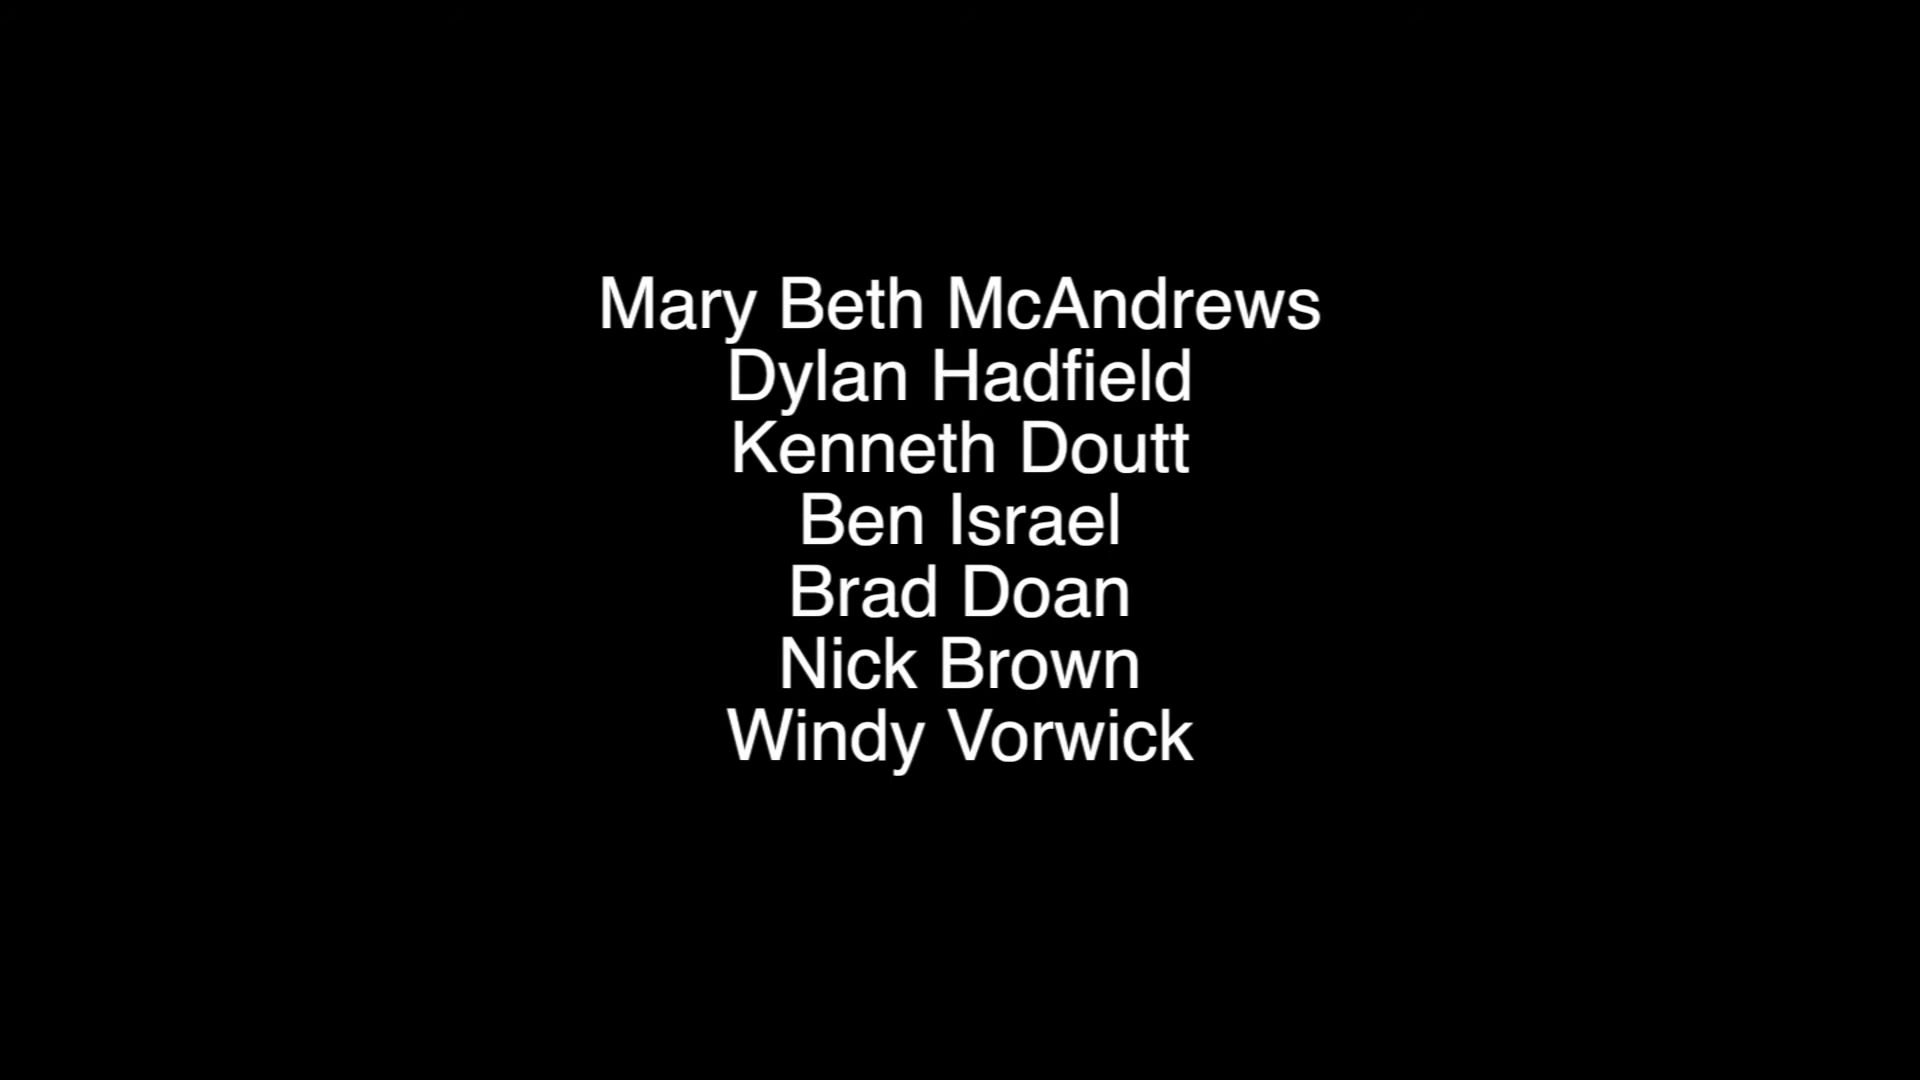 Mary Beth McAndrews
Dylan Hadfield
Kenneth Doutt
Ben Israel
Brad Doan
Nick Brown
Windy Vorwick